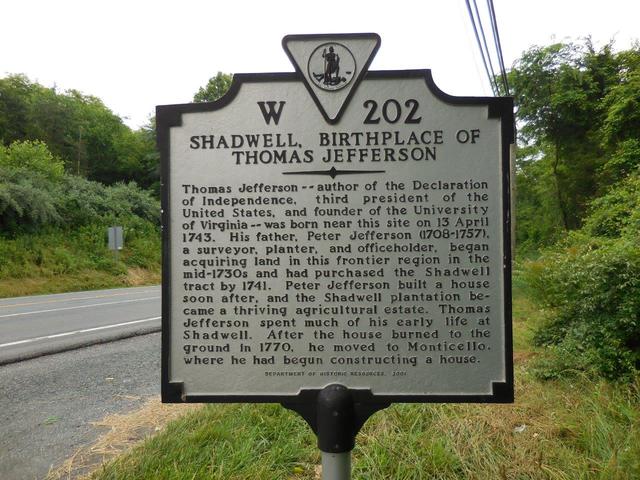 W 202
SHADWELL, BIRTHPLACE OF
THOMAS JEFFERSON
Thomas Jefferson -- author of the Declaration
of Independence, third president of the
United States, and founder of the University
of Virginia -- was born near this site on 13 April
1743. His father, Peter Jefferson (1708-1757),
a surveyor, planter, and officeholder, began
acquiring land in this frontier region in the
mid-1730s and had purchased the Shadwell
tract by 1741. Peter Jefferson built a house
soon after, and the Shadwell plantation be-
came a thriving agricultural estate. Thomas
Jefferson spent much of his early life at
Shadwell. After the house burned to the
ground in 1770, he moved to Monticello,
where he had begun constructing a house.
DEPARTMENT OF HISTORIC RESOURCES, 2001